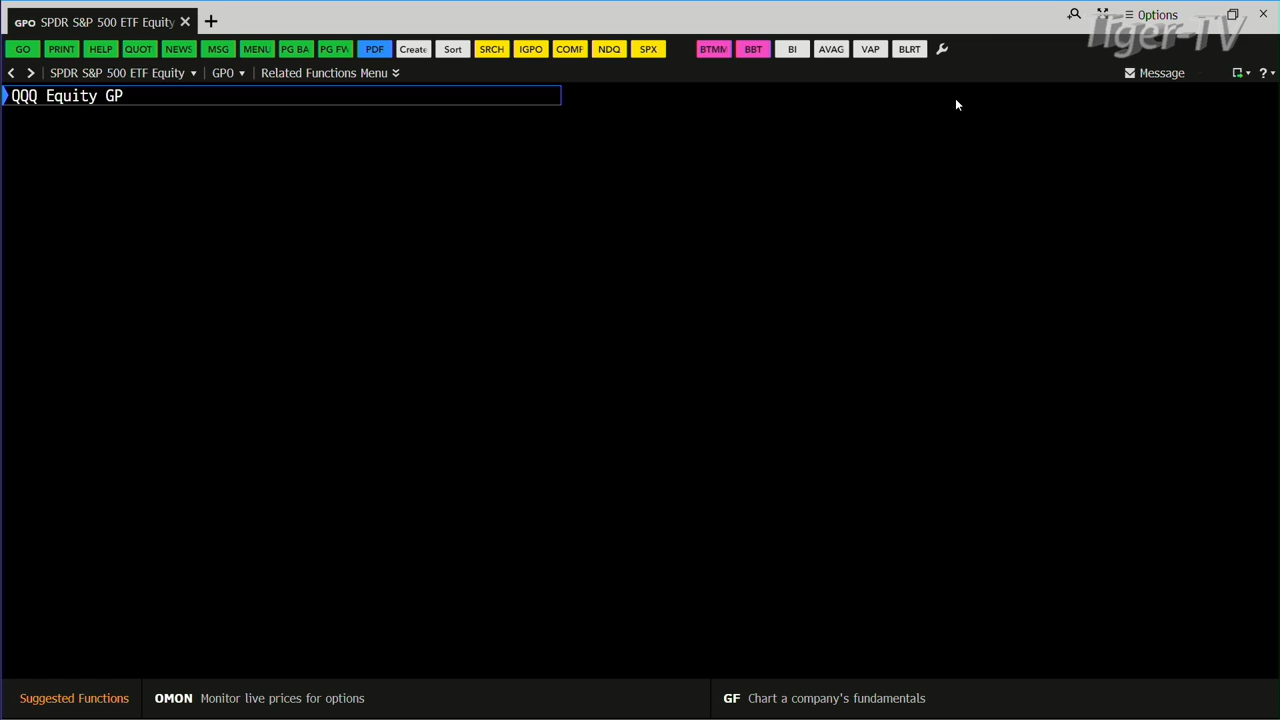 GPO SPDR S&P 500 ETF Equity
Options
Tiger-TV
GO PRINT HELP QUOT NEWS MSG MENU PG BA PG FW PDF Create Sort SRCH IGPO COMF NDQ SPX BTMM BBT BI AVAG VAP BLRT
SPDR S&P 500 ETF Equity GPO Related Functions Menu Message ?
QQQ Equity GP
Suggested Functions OMON Monitor live prices for options GF Chart a company's fundamentals